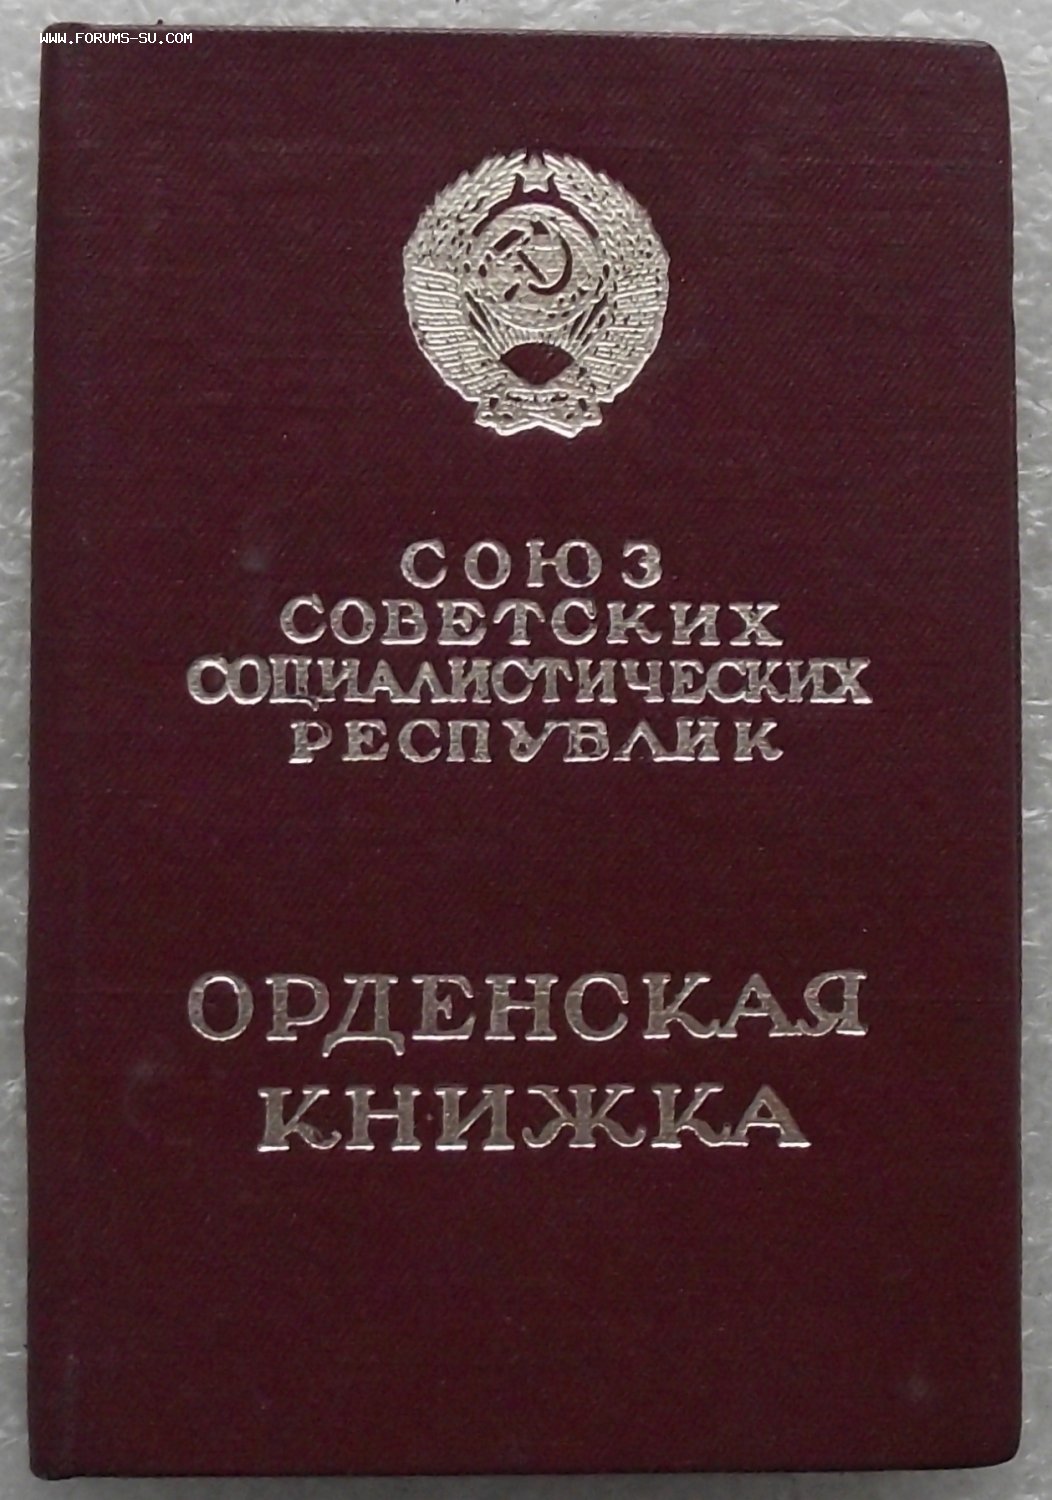 WWW.FORUMS-SU.COM
СОЮЗ
СОВЕТСКИХ
СОЦИАЛИСТИЧЕСКИХ
РЕСПУБЛИК
ОРДЕНСКАЯ
КНИЖКА